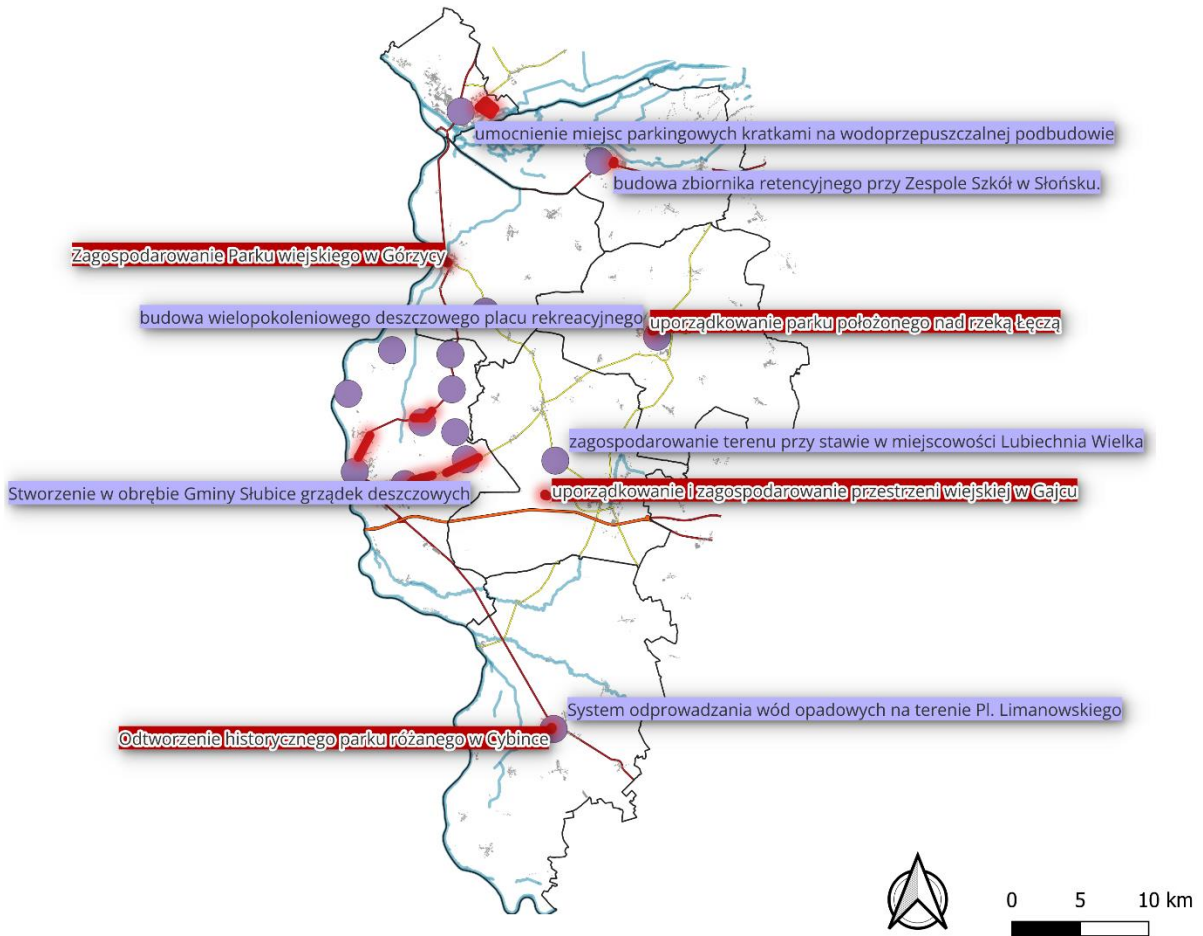 umocnienie miejsc parkingowych kratkami na wodoprzepuszczalnej podbudowie
budowa zbiornika retencyjnego przy Zespole Szkół w Słońsku.
Zagospodarowanie Parku wiejskiego w Górzycy
budowa wielopokoleniowego deszczowego placu rekreacyjnego
uporządkowanie parku położonego nad rzeką Łęczą
zagospodarowanie terenu przy stawie w miejscowości Lubiechnia Wielka
Stworzenie w obrębie Gminy Słubice grządek deszczowych
uporządkowanie i zagospodarowanie przestrzeni wiejskiej w Gajcu
System odprowadzania wód opadowych na terenie Pl. Limanowskiego
Odtworzenie historycznego parku różanego w Cybince
0 5 10 km